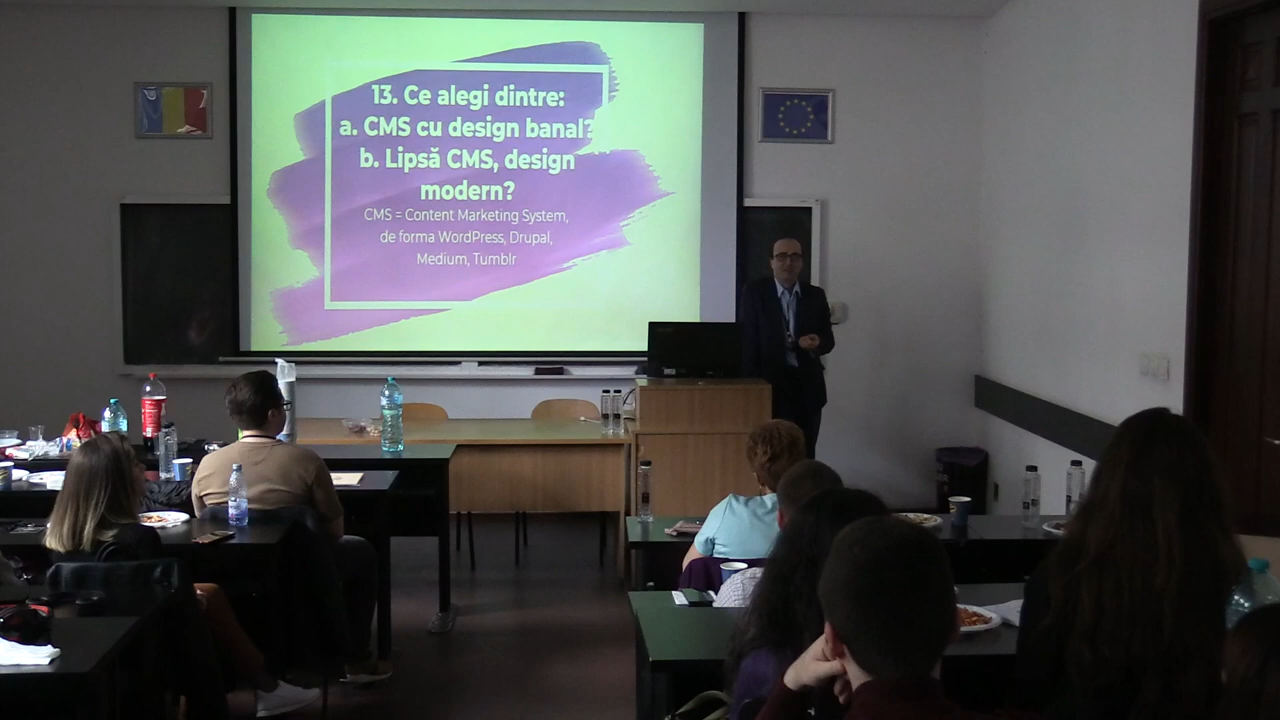 13. Ce alegi dintre:
a. CMS cu design banal?
b. Lipsă CMS, design
modern?
CMS = Content Marketing System,
de forma WordPress, Drupal,
Medium, Tumblr